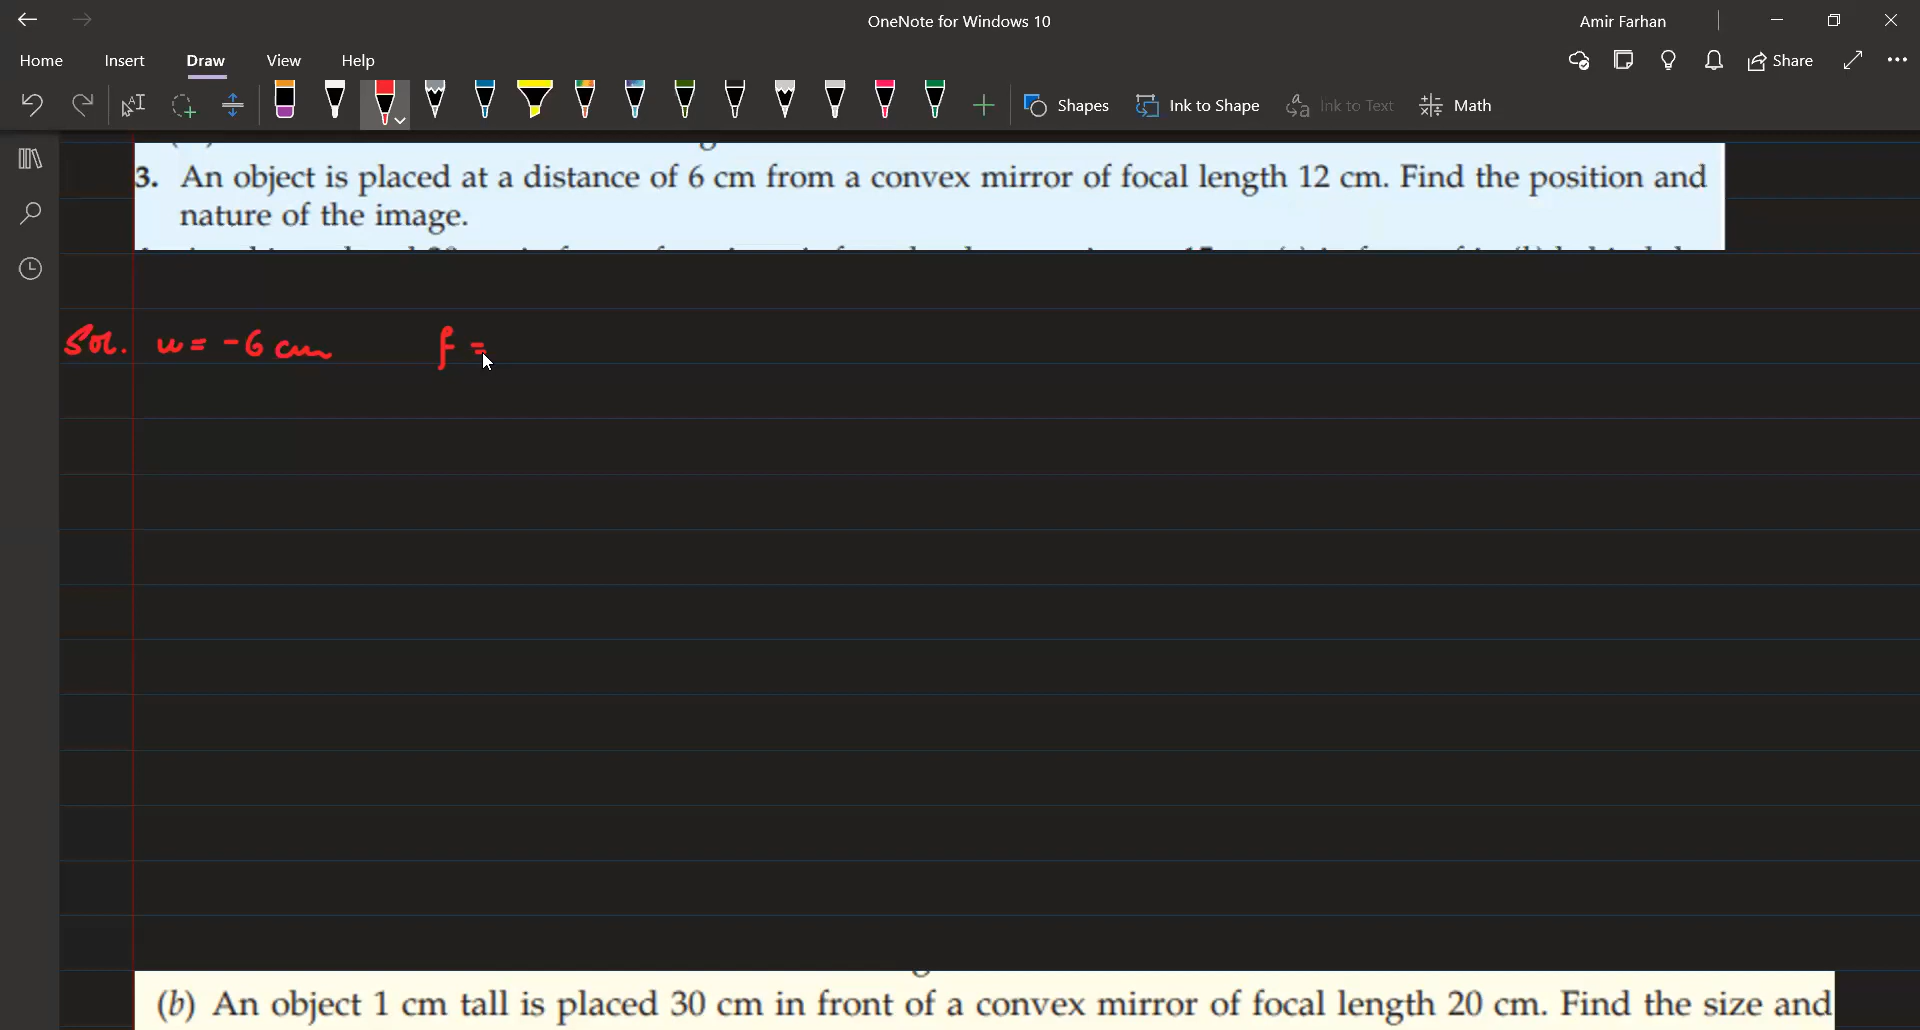 OneNote for Windows 10
Amir Farhan
Home Insert Draw View Help
Share
Shapes Ink to Shape Ink to Text Math
3. An object is placed at a distance of 6 cm from a convex mirror of focal length 12 cm. Find the position and
nature of the image.
Sol. u = -6 cm f =
(b) An object 1 cm tall is placed 30 cm in front of a convex mirror of focal length 20 cm. Find the size and